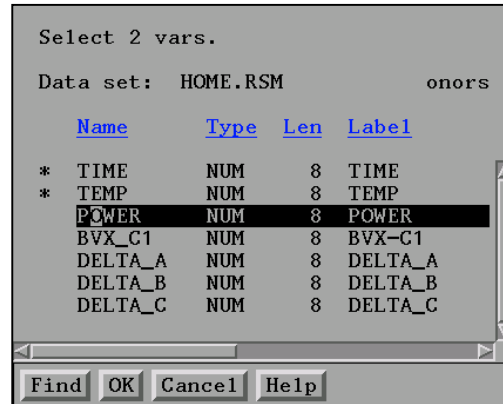 Select 2 vars.
Data set: HOME.RSM onors
Name Type Len Label
* TIME NUM 8 TIME
* TEMP NUM 8 TEMP
POWER NUM 8 POWER
BVX_C1 NUM 8 BVX-C1
DELTA_A NUM 8 DELTA_A
DELTA_B NUM 8 DELTA_B
DELTA_C NUM 8 DELTA_C
Find OK Cancel Help